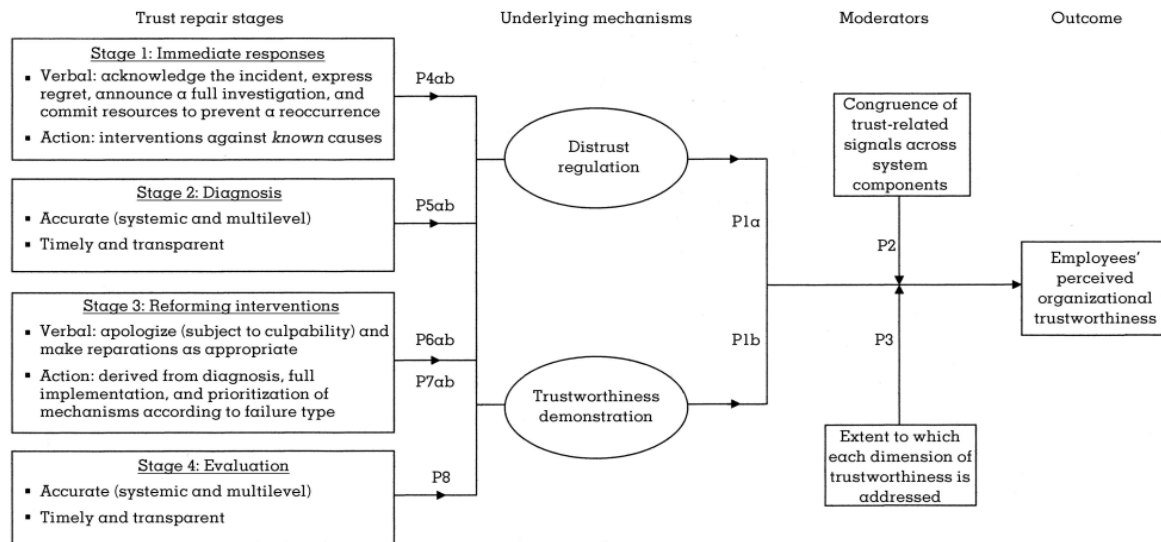 Trust repair stages
Underlying mechanisms
Moderators
Outcome
Stage 1: Immediate responses
▪ Verbal: acknowledge the incident, express
regret, announce a full investigation, and
commit resources to prevent a reoccurrence
▪ Action: interventions against known causes
P4ab
Stage 2: Diagnosis
▪ Accurate (systemic and multilevel)
▪ Timely and transparent
P5ab
Stage 3: Reforming interventions
▪ Verbal: apologize (subject to culpability) and
make reparations as appropriate
▪ Action: derived from diagnosis, full
implementation, and prioritization of
mechanisms according to failure type
P6ab
P7ab
Stage 4: Evaluation
▪ Accurate (systemic and multilevel)
▪ Timely and transparent
P8
Distrust
regulation
Trustworthiness
demonstration
P1a
P1b
Congruence of
trust-related
signals across
system
components
P2
P3
Extent to which
each dimension of
trustworthiness is
addressed
Employees'
perceived
organizational
trustworthiness